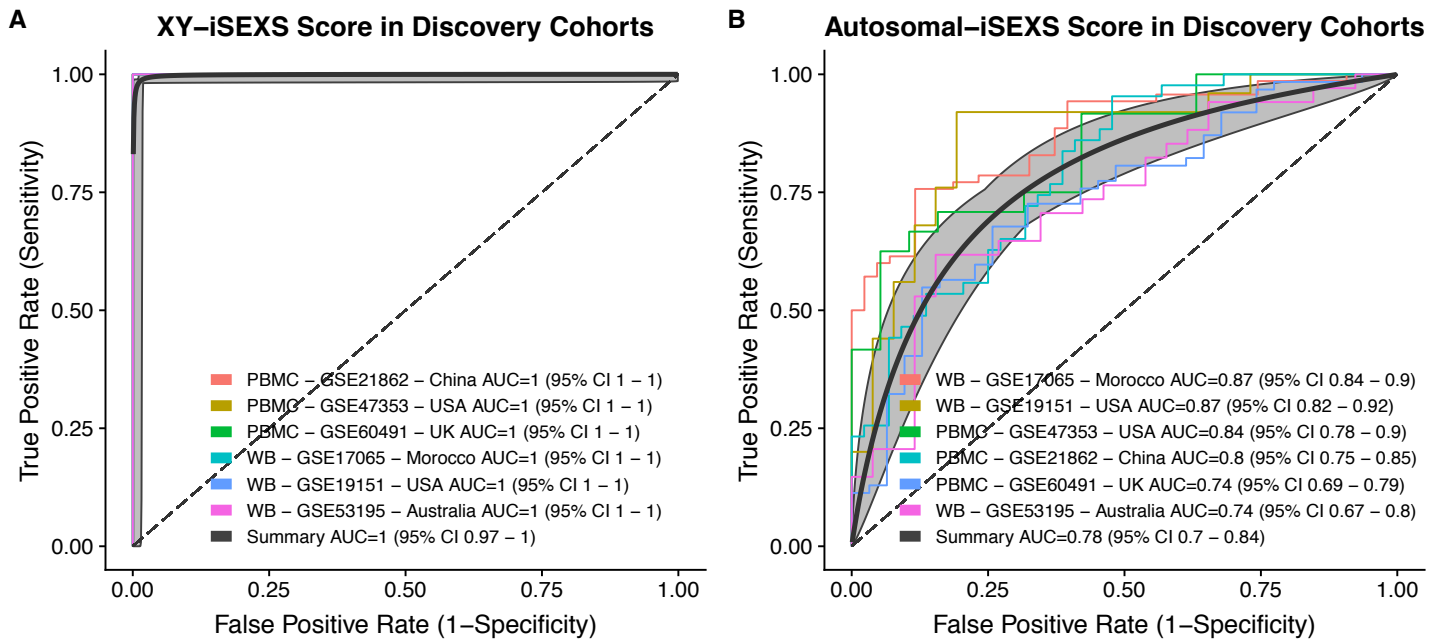 A
XY–iSEXS Score in Discovery Cohorts
True Positive Rate (Sensitivity)
1.00
0.75
0.50
0.25
0.00
PBMC – GSE21862 – China AUC=1 (95% CI 1 – 1)
PBMC – GSE47353 – USA AUC=1 (95% CI 1 – 1)
PBMC – GSE60491 – UK AUC=1 (95% CI 1 – 1)
WB – GSE17065 – Morocco AUC=1 (95% CI 1 – 1)
WB – GSE19151 – USA AUC=1 (95% CI 1 – 1)
WB – GSE53195 – Australia AUC=1 (95% CI 1 – 1)
Summary AUC=1 (95% CI 0.97 – 1)
0.00 0.25 0.50 0.75 1.00
False Positive Rate (1−Specificity)
B
Autosomal–iSEXS Score in Discovery Cohorts
True Positive Rate (Sensitivity)
1.00
0.75
0.50
0.25
0.00
WB – GSE17065 – Morocco AUC=0.87 (95% CI 0.84 – 0.9)
WB – GSE19151 – USA AUC=0.87 (95% CI 0.82 – 0.92)
PBMC – GSE47353 – USA AUC=0.84 (95% CI 0.78 – 0.9)
PBMC – GSE21862 – China AUC=0.8 (95% CI 0.75 – 0.85)
PBMC – GSE60491 – UK AUC=0.74 (95% CI 0.69 – 0.79)
WB – GSE53195 – Australia AUC=0.74 (95% CI 0.67 – 0.8)
Summary AUC=0.78 (95% CI 0.7 – 0.84)
0.00 0.25 0.50 0.75 1.00
False Positive Rate (1−Specificity)